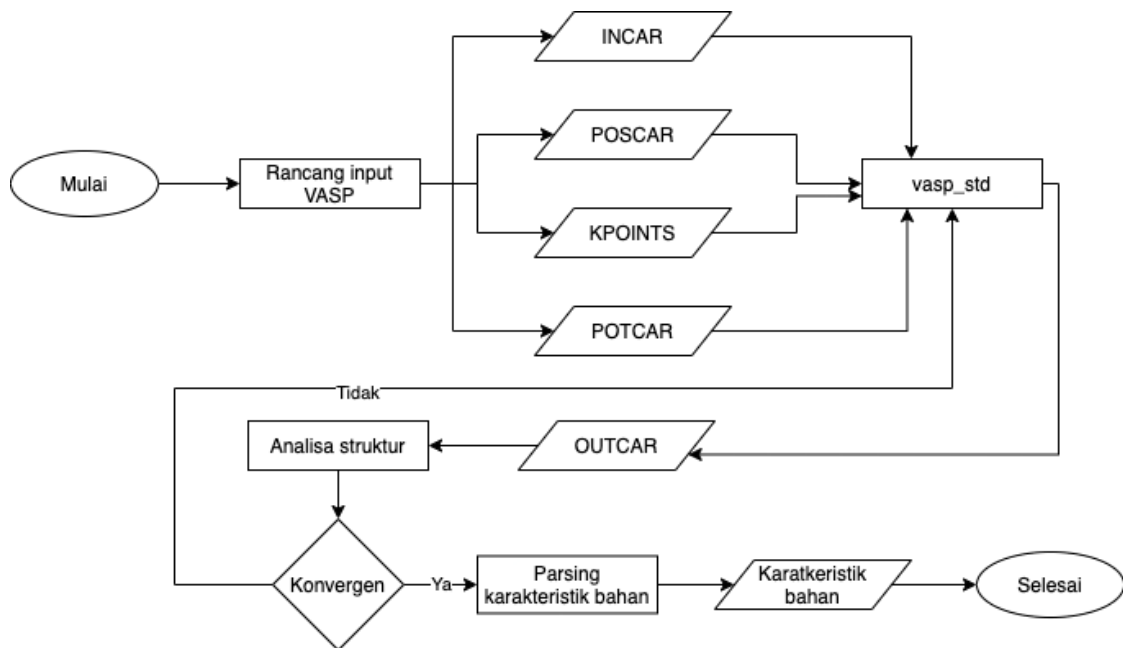 INCAR
POSCAR
Mulai
Rancang input
VASP
vasp_std
KPOINTS
POTCAR
Tidak
Analisa struktur
OUTCAR
Konvergen
Ya
Parsing
karakteristik bahan
Karatkeristik
bahan
Selesai